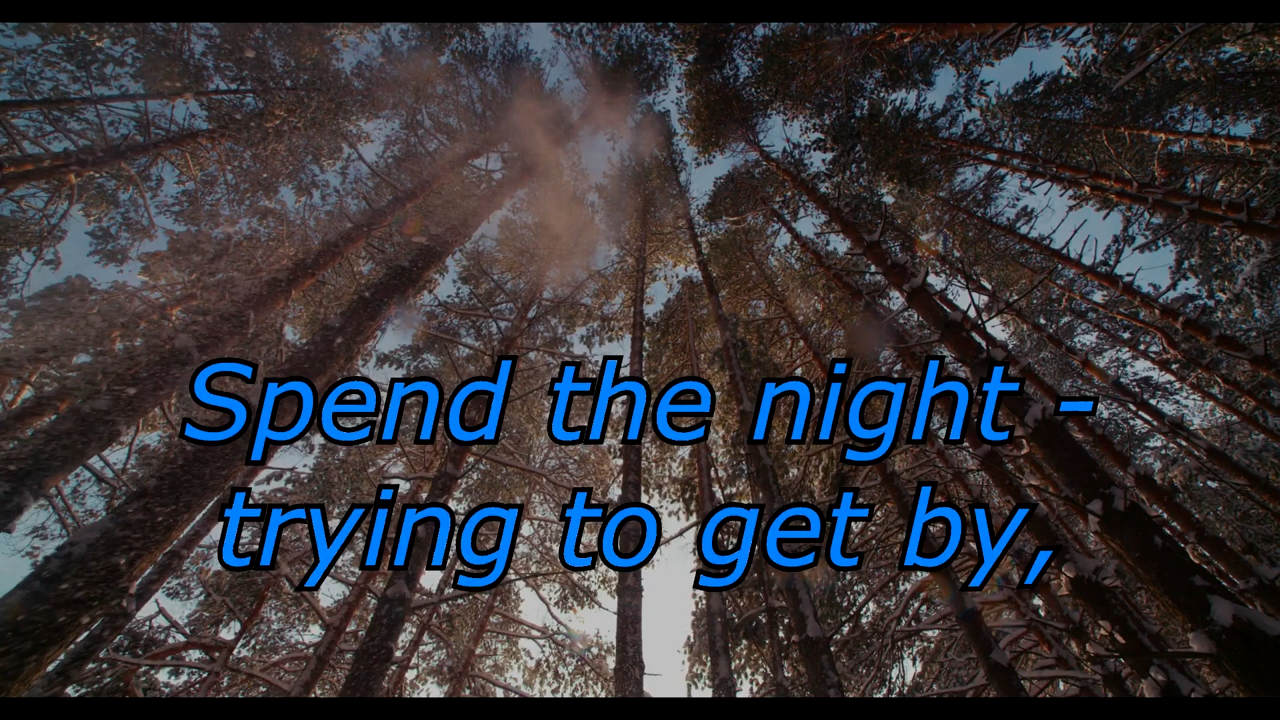 Spend the night -
trying to get by,